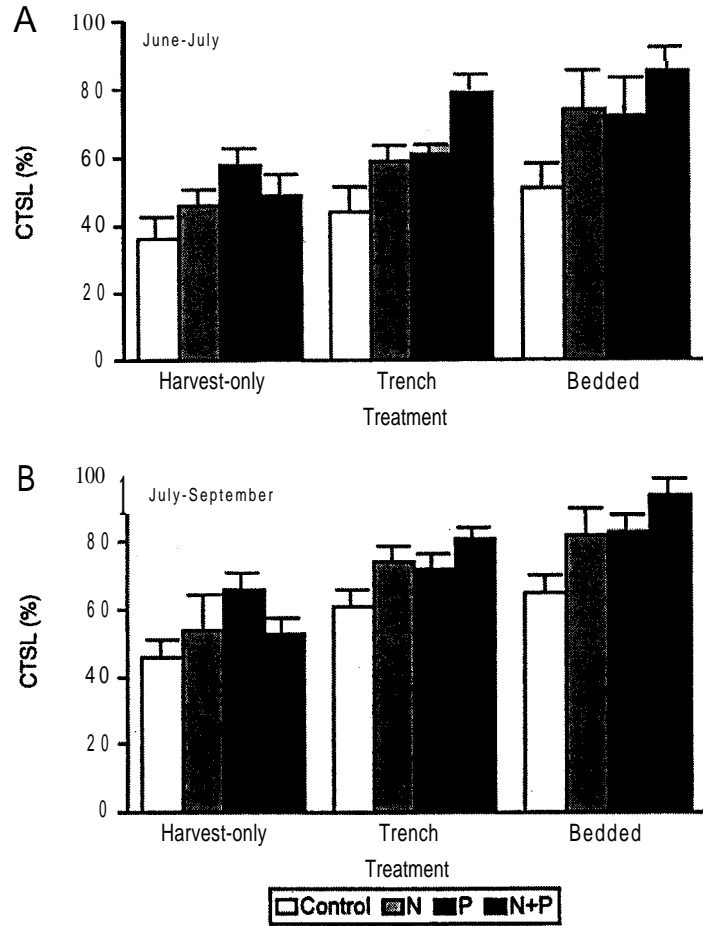 A
June-July
CTSL (%)
100
80
60
40
20
0
Harvest-only Trench Bedded
Treatment
B
July-September
CTSL (%)
100
80
60
40
20
0
Harvest-only Trench Bedded
Treatment
Control N P N+P